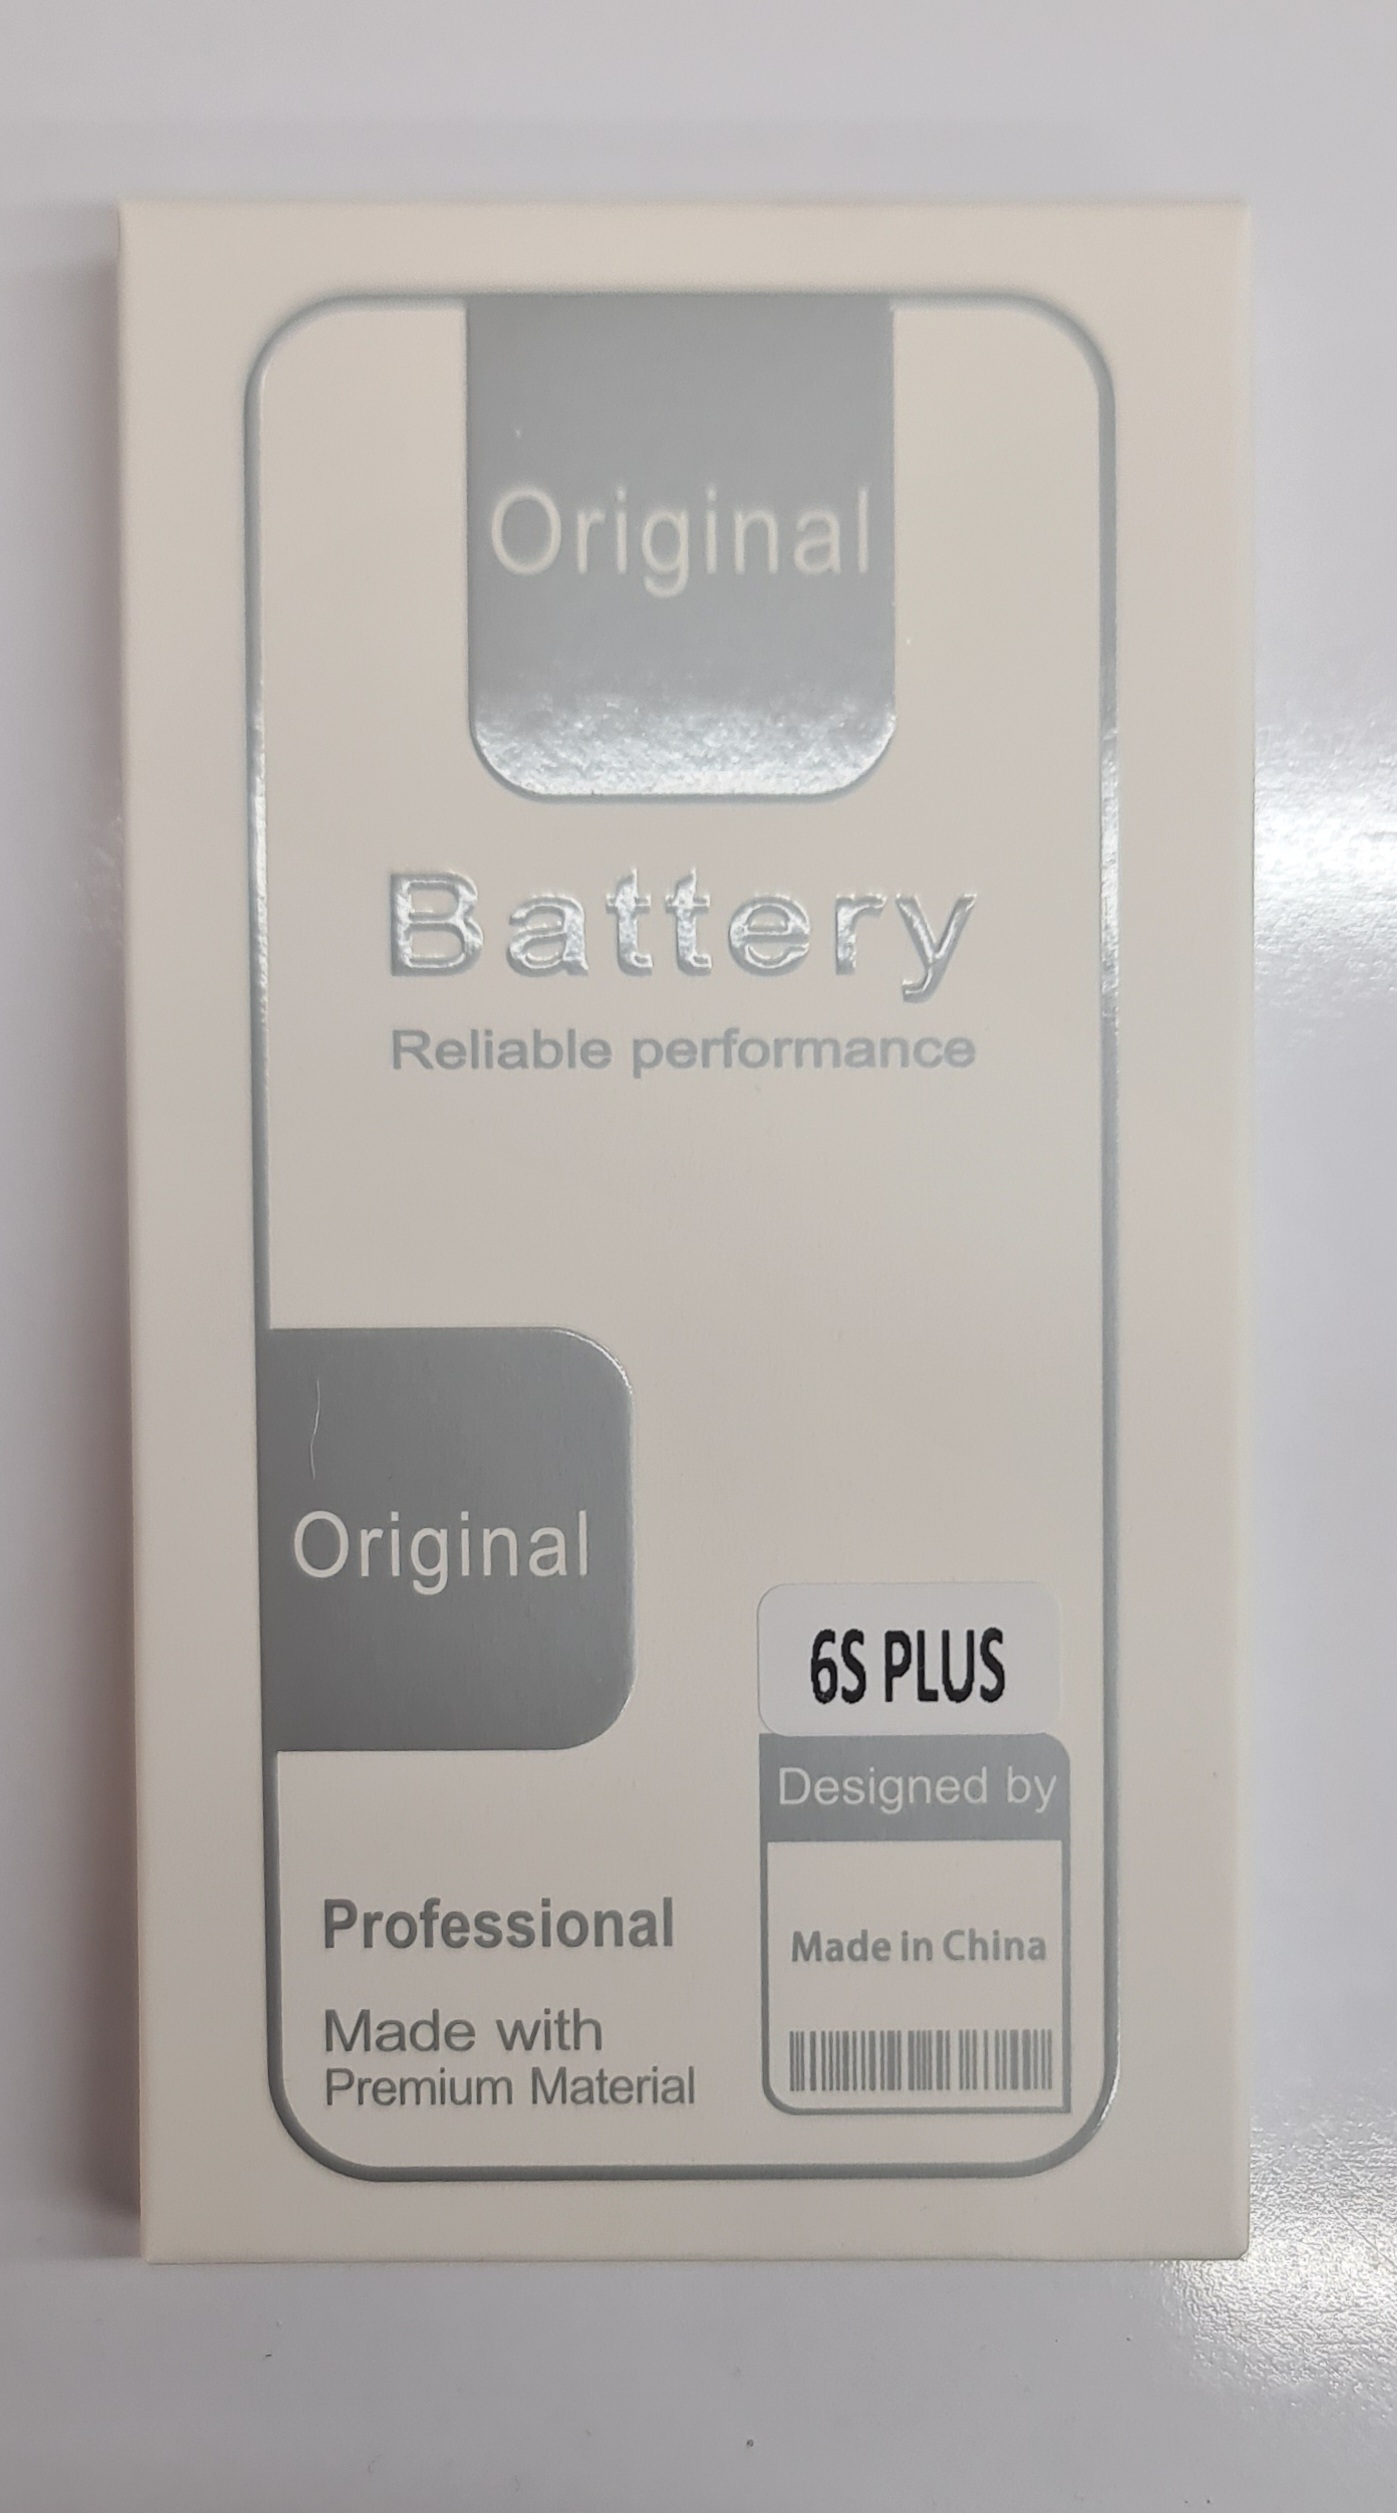 Original
Battery
Reliable performance
Original
6S PLUS
Designed by
Made in China
Professional
Made with
Premium Material